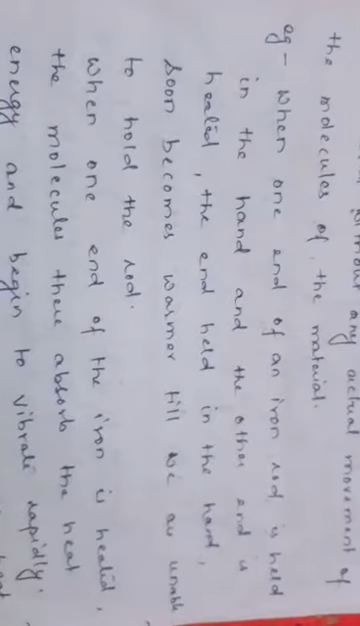 without any actual movement of
the molecules of the material.
eg - when one end of an iron rod is held
in the hand and the other end is
heated, the end held in the hand,
soon becomes warmer till we are unable
to hold the rod.
When one end of the iron is heated,
the molecules there absorb the heat
energy and begin to vibrate rapidly.
heat